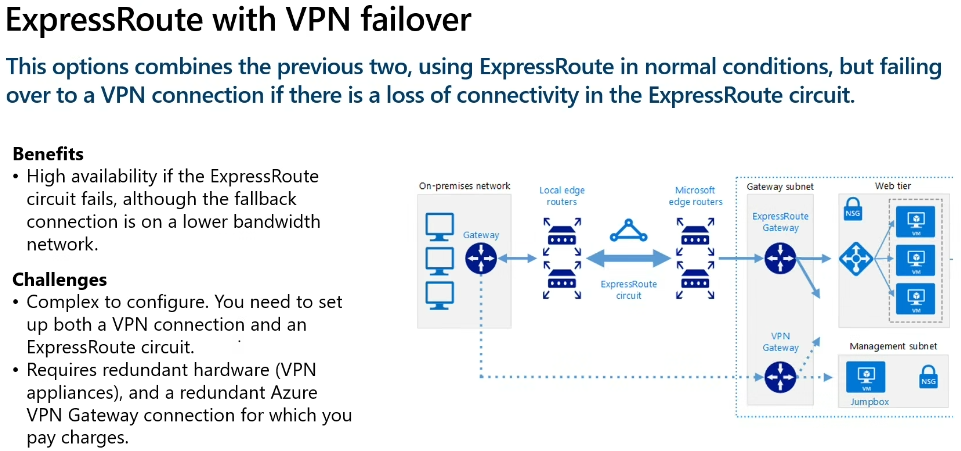 ExpressRoute with VPN failover
This options combines the previous two, using ExpressRoute in normal conditions, but failing
over to a VPN connection if there is a loss of connectivity in the ExpressRoute circuit.
Benefits
• High availability if the ExpressRoute
circuit fails, although the fallback
connection is on a lower bandwidth
network.
Challenges
• Complex to configure. You need to set
up both a VPN connection and an
ExpressRoute circuit.
• Requires redundant hardware (VPN
appliances), and a redundant Azure
VPN Gateway connection for which you
pay charges.
On-premises network
Gateway
Local edge
routers
ExpressRoute
circuit
Microsoft
edge routers
Gateway subnet
ExpressRoute
Gateway
VPN
Gateway
Web tier
NSG
VM
VM
VM
Management subnet
VM
Jumpbox
NSG